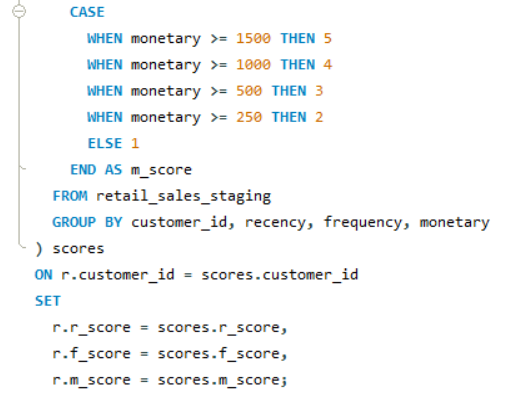 CASE
WHEN monetary >= 1500 THEN 5
WHEN monetary >= 1000 THEN 4
WHEN monetary >= 500 THEN 3
WHEN monetary >= 250 THEN 2
ELSE 1
END AS m_score
FROM retail_sales_staging
GROUP BY customer_id, recency, frequency, monetary
) scores
ON r.customer_id = scores.customer_id
SET
r.r_score = scores.r_score,
r.f_score = scores.f_score,
r.m_score = scores.m_score;